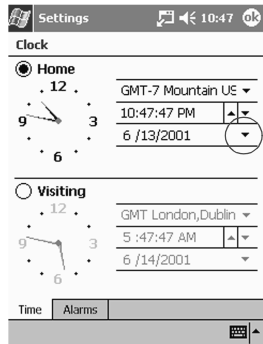 Settings 10:47 ok
Clock
Home
12
9 3
6
GMT-7 Mountain US
10:47:47 PM
6 /13/2001
Visiting
12
9 3
6
GMT London,Dublin
5 :47:47 AM
6 /14/2001
Time Alarms